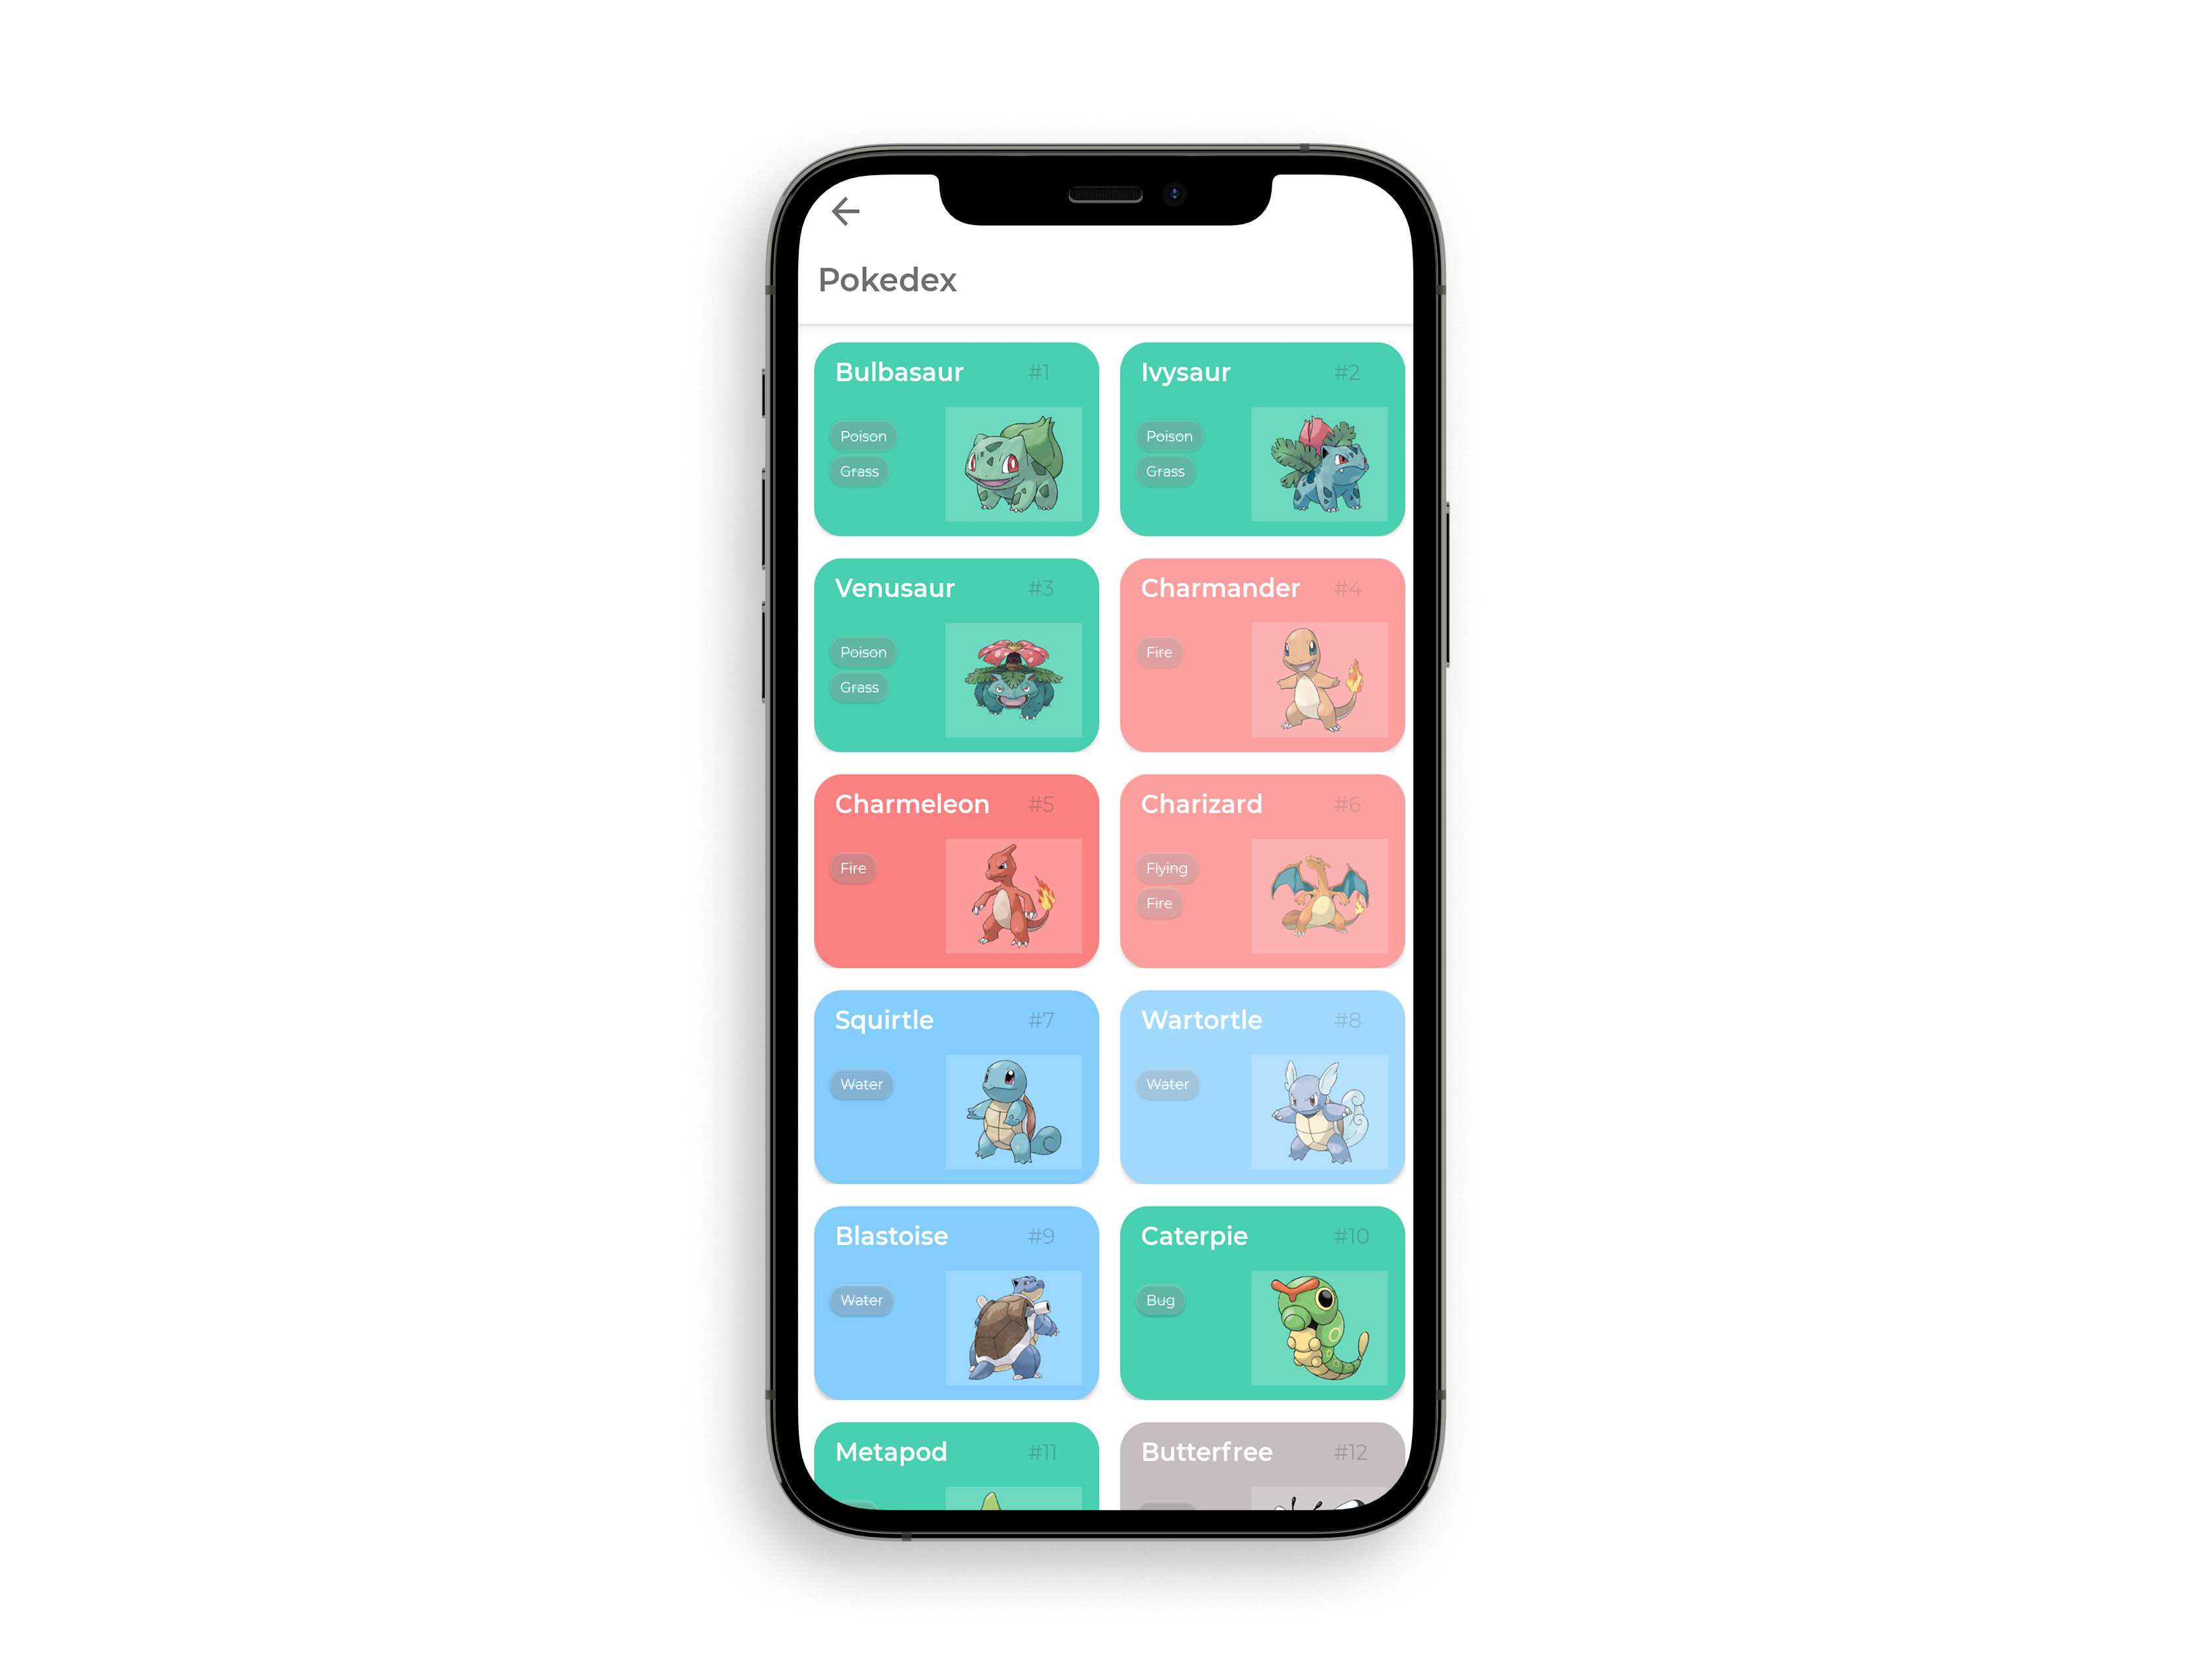 Pokedex
Bulbasaur #1
Poison
Grass
Ivysaur #2
Poison
Grass
Venusaur #3
Poison
Grass
Charmander #4
Fire
Charmeleon #5
Fire
Charizard #6
Flying
Fire
Squirtle #7
Water
Wartortle #8
Water
Blastoise #9
Water
Caterpie #10
Bug
Metapod #11
Butterfree #12